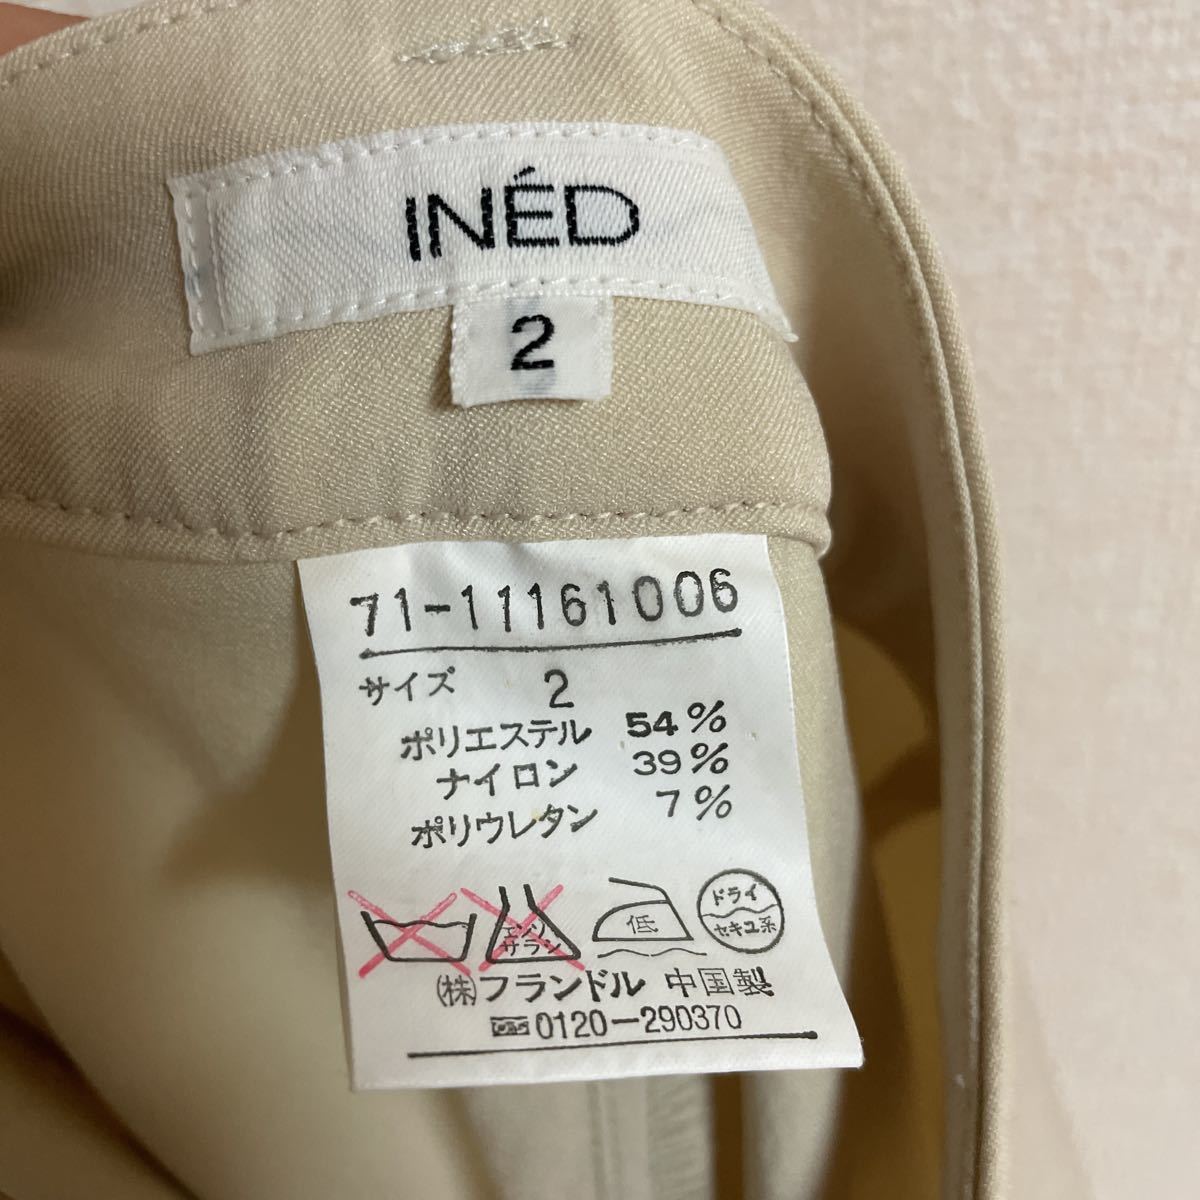 INÉD
2
71-11161006
サイズ 2
ポリエステル 54%
ナイロン 39%
ポリウレタン 7%
エンソ サラシ 低 ドライ セキユ系
(株)フランドル 中国製
0120-290370